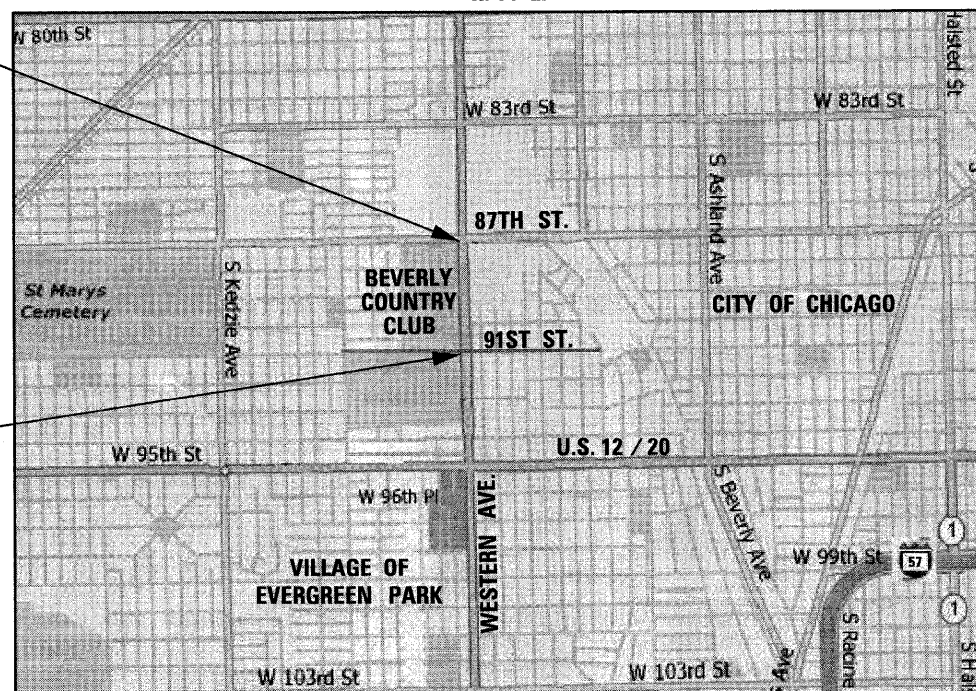 W 80th St
Halsted St
W 83rd St
W 83rd St
S Ashland Ave
87TH ST.
BEVERLY
COUNTRY
CLUB
CITY OF CHICAGO
St Marys
Cemetery
S Kedzie Ave
91ST ST.
U.S. 12 / 20
W 95th St
S Beverly Ave
W 96th Pl
WESTERN AVE.
VILLAGE OF
EVERGREEN PARK
W 99th St
57
1
1
S Racine
W 103rd St
W 103rd St
Ave
S Hal